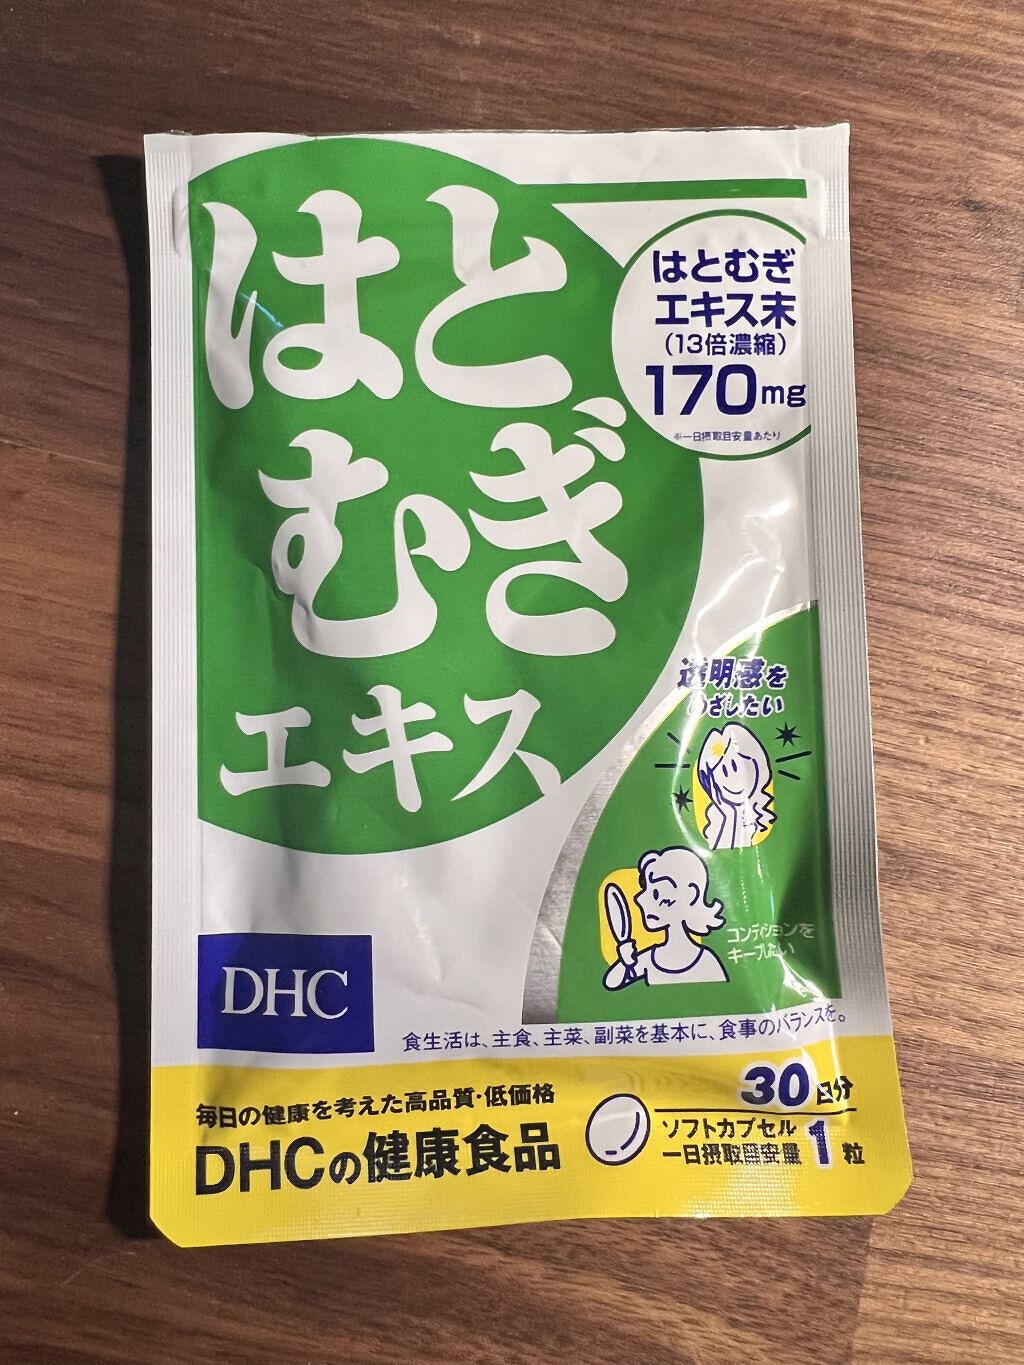 はと
むぎ
エキス
はとむぎ
エキス末
(13倍濃縮)
170mg
※一日摂取目安量あたり
透明感を
めざしたい
コンディションを
キープしたい
DHC
食生活は、主食、主菜、副菜を基本に、食事のバランスを。
毎日の健康を考えた高品質・低価格
DHCの健康食品
30日分
ソフトカプセル
一日摂取目安量 1粒